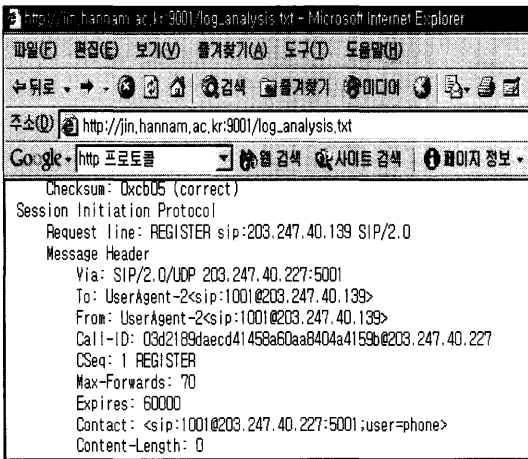 http://jin.hannam.ac.kr:9001/log_analysis.txt - Microsoft Internet Explorer
파일(F) 편집(E) 보기(V) 즐겨찾기(A) 도구(T) 도움말(H)
뒤로 검색 즐겨찾기 미디어
주소(D) http://jin.hannam.ac.kr:9001/log_analysis.txt
Google http 프로토콜 웹 검색 사이트 검색 페이지 정보
Checksum: 0xcb05 (correct)
Session Initiation Protocol
Request line: REGISTER sip:203.247.40.139 SIP/2.0
Message Header
Via: SIP/2.0/UDP 203.247.40.227:5001
To: UserAgent-2<sip:1001@203.247.40.139>
From: UserAgent-2<sip:1001@203.247.40.139>
Call-ID: 03d2189daecd41458a60aa8404a4159b@203.247.40.227
CSeq: 1 REGISTER
Max-Forwards: 70
Expires: 60000
Contact: <sip:1001@203.247.40.227:5001;user=phone>
Content-Length: 0